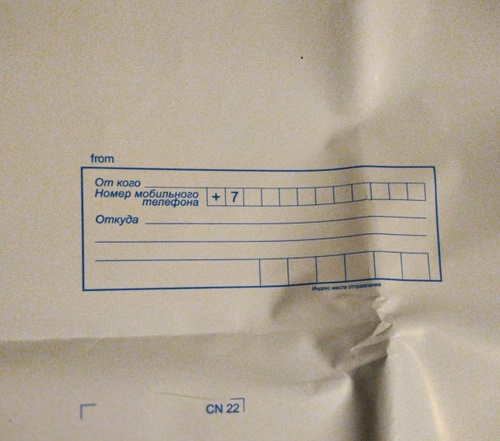 from
От кого
Номер мобильного
телефона + 7
Откуда
Индекс места отправления
CN 22